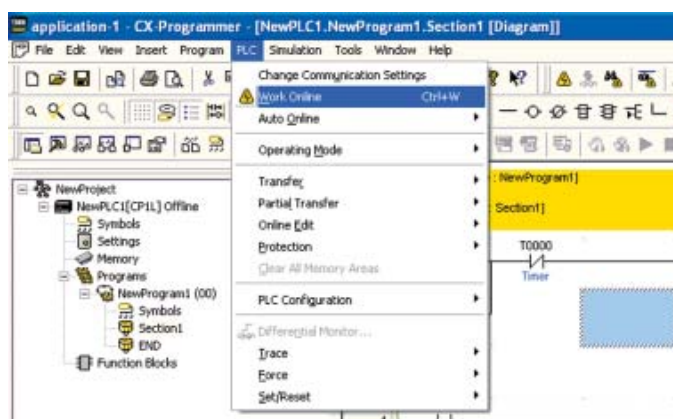 application-1 - CX-Programmer - [NewPLC1.NewProgram1.Section1 [Diagram]]
File Edit View Insert Program PLC Simulation Tools Window Help
Change Communication Settings
Work Online Ctrl+W
Auto Online
Operating Mode
Transfer
Partial Transfer
Online Edit
Protection
Clear All Memory Areas
PLC Configuration
Differential Monitor...
Trace
Force
Set/Reset
NewProject
NewPLC1[CP1L] Offline
Symbols
Settings
Memory
Programs
NewProgram1 (00)
Symbols
Section1
END
Function Blocks
: NewProgram1]
: Section1]
T0000
Timer